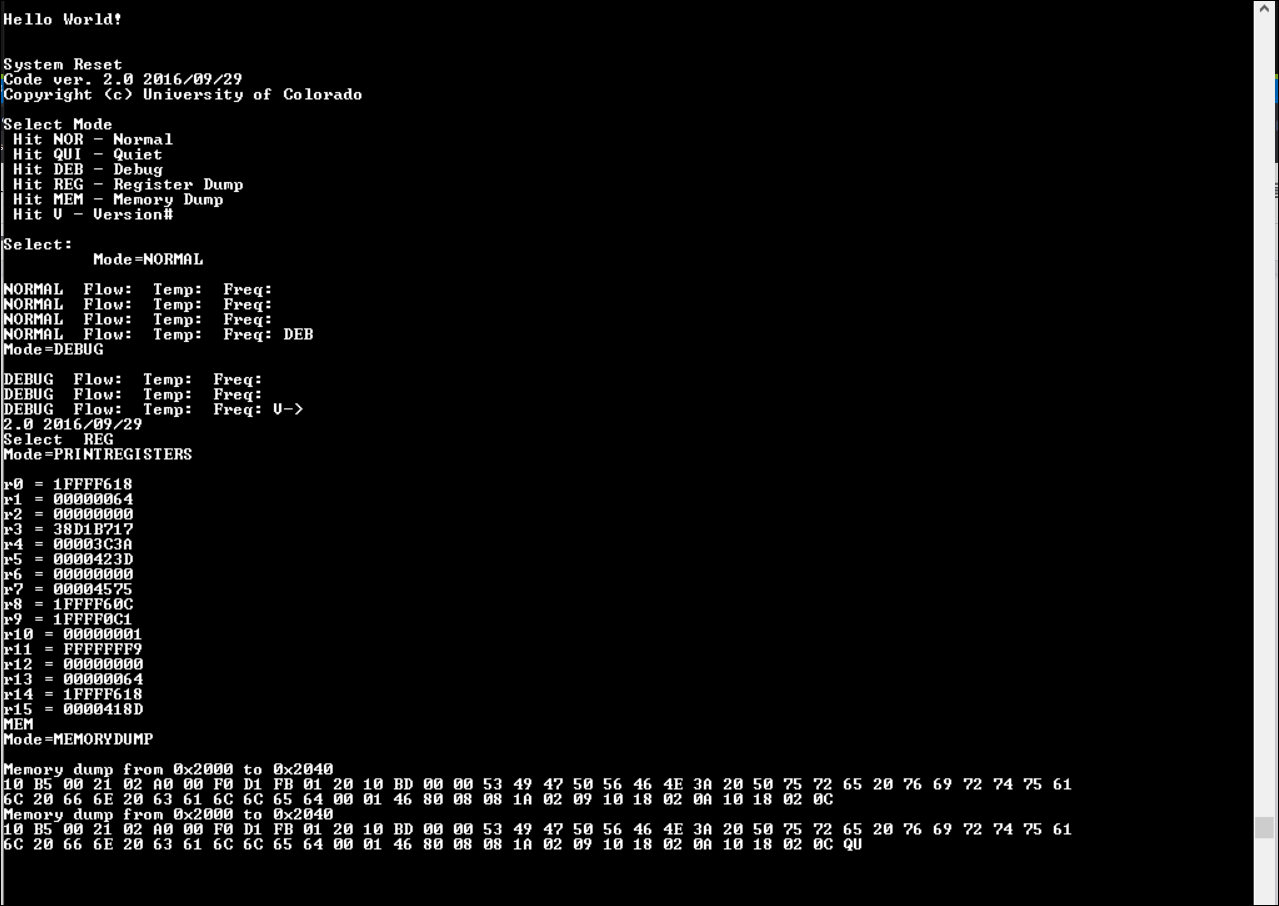 Hello World!
System Reset
Code ver. 2.0 2016/09/29
Copyright (c) University of Colorado
Select Mode
Hit NOR - Normal
Hit QUI - Quiet
Hit DEB - Debug
Hit REG - Register Dump
Hit MEM - Memory Dump
Hit V - Version#
Select:
Mode=NORMAL
NORMAL  Flow:  Temp:  Freq:
NORMAL  Flow:  Temp:  Freq:
NORMAL  Flow:  Temp:  Freq:
NORMAL  Flow:  Temp:  Freq: DEB
Mode=DEBUG
DEBUG  Flow:  Temp:  Freq:
DEBUG  Flow:  Temp:  Freq:
DEBUG  Flow:  Temp:  Freq: V->
2.0 2016/09/29
Select  REG
Mode=PRINTREGISTERS
r0 = 1FFFF618
r1 = 00000064
r2 = 00000000
r3 = 38D1B717
r4 = 00003C3A
r5 = 0000423D
r6 = 00000000
r7 = 00004575
r8 = 1FFFF60C
r9 = 1FFFF0C1
r10 = 00000001
r11 = FFFFFFF9
r12 = 00000000
r13 = 00000064
r14 = 1FFFF618
r15 = 0000418D
MEM
Mode=MEMORYDUMP
Memory dump from 0x2000 to 0x2040
10 B5 00 21 02 A0 00 F0 D1 FB 01 20 10 BD 00 00 53 49 47 50 56 46 4E 3A 20 50 75 72 65 20 76 69 72 74 75 61
6C 20 66 6E 20 63 61 6C 6C 65 64 00 01 46 80 08 08 1A 02 09 10 18 02 0A 10 18 02 0C
Memory dump from 0x2000 to 0x2040
10 B5 00 21 02 A0 00 F0 D1 FB 01 20 10 BD 00 00 53 49 47 50 56 46 4E 3A 20 50 75 72 65 20 76 69 72 74 75 61
6C 20 66 6E 20 63 61 6C 6C 65 64 00 01 46 80 08 08 1A 02 09 10 18 02 0A 10 18 02 0C QU